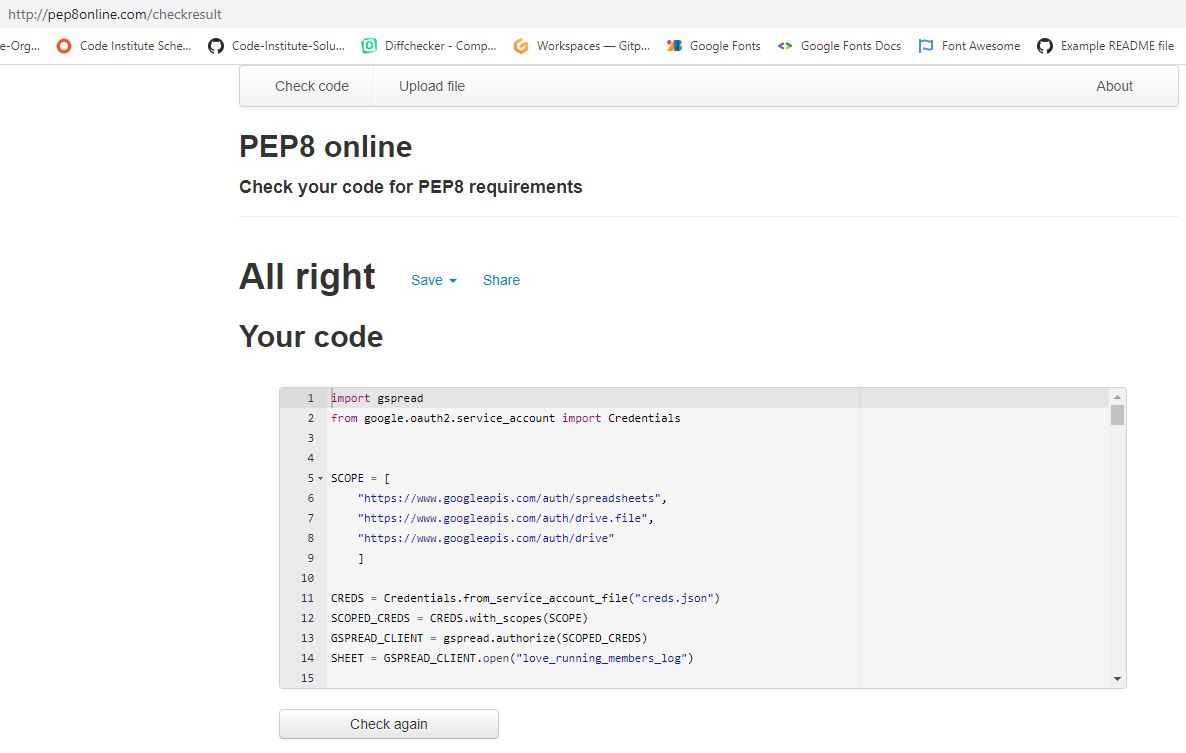 http://pep8online.com/checkresult
e-Org... Code Institute Sche... Code-Institute-Solu... Diffchecker - Comp... Workspaces — Gitp... Google Fonts Google Fonts Docs Font Awesome Example README file
Check code Upload file About
PEP8 online
Check your code for PEP8 requirements
All right Save Share
Your code
1 import gspread
2 from google.oauth2.service_account import Credentials
3
4
5 SCOPE = [
6 "https://www.googleapis.com/auth/spreadsheets",
7 "https://www.googleapis.com/auth/drive.file",
8 "https://www.googleapis.com/auth/drive"
9 ]
10
11 CREDS = Credentials.from_service_account_file("creds.json")
12 SCOPED_CREDS = CREDS.with_scopes(SCOPE)
13 GSPREAD_CLIENT = gspread.authorize(SCOPED_CREDS)
14 SHEET = GSPREAD_CLIENT.open("love_running_members_log")
15
Check again